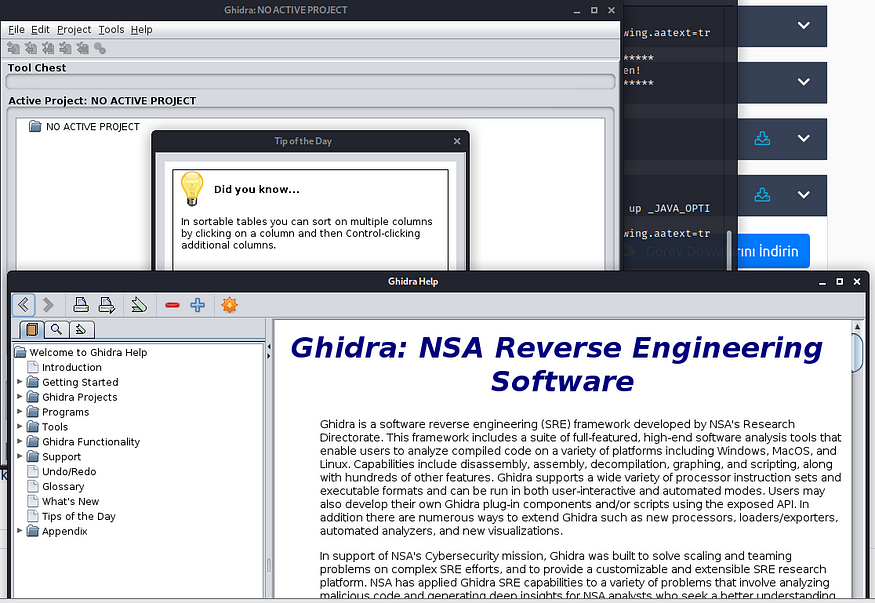 Ghidra: NO ACTIVE PROJECT
File Edit Project Tools Help
Tool Chest
Active Project: NO ACTIVE PROJECT
NO ACTIVE PROJECT
wing.aatext=tr
*****
en!
*****
up _JAVA_OPTI
wing.aatext=tr
Görev Dosyalarını İndirin
Tip of the Day
Did you know...
In sortable tables you can sort on multiple columns
by clicking on a column and then Control-clicking
additional columns.
Ghidra Help
Welcome to Ghidra Help
Introduction
Getting Started
Ghidra Projects
Programs
Tools
Ghidra Functionality
Support
Undo/Redo
Glossary
What's New
Tips of the Day
Appendix
Ghidra: NSA Reverse Engineering
Software
Ghidra is a software reverse engineering (SRE) framework developed by NSA's Research
Directorate. This framework includes a suite of full-featured, high-end software analysis tools that
enable users to analyze compiled code on a variety of platforms including Windows, MacOS, and
Linux. Capabilities include disassembly, assembly, decompilation, graphing, and scripting, along
with hundreds of other features. Ghidra supports a wide variety of processor instruction sets and
executable formats and can be run in both user-interactive and automated modes. Users may
also develop their own Ghidra plug-in components and/or scripts using the exposed API. In
addition there are numerous ways to extend Ghidra such as new processors, loaders/exporters,
automated analyzers, and new visualizations.
In support of NSA's Cybersecurity mission, Ghidra was built to solve scaling and teaming
problems on complex SRE efforts, and to provide a customizable and extensible SRE research
platform. NSA has applied Ghidra SRE capabilities to a variety of problems that involve analyzing
malicious code and generating deep insights for NSA analysts who seek a better understanding